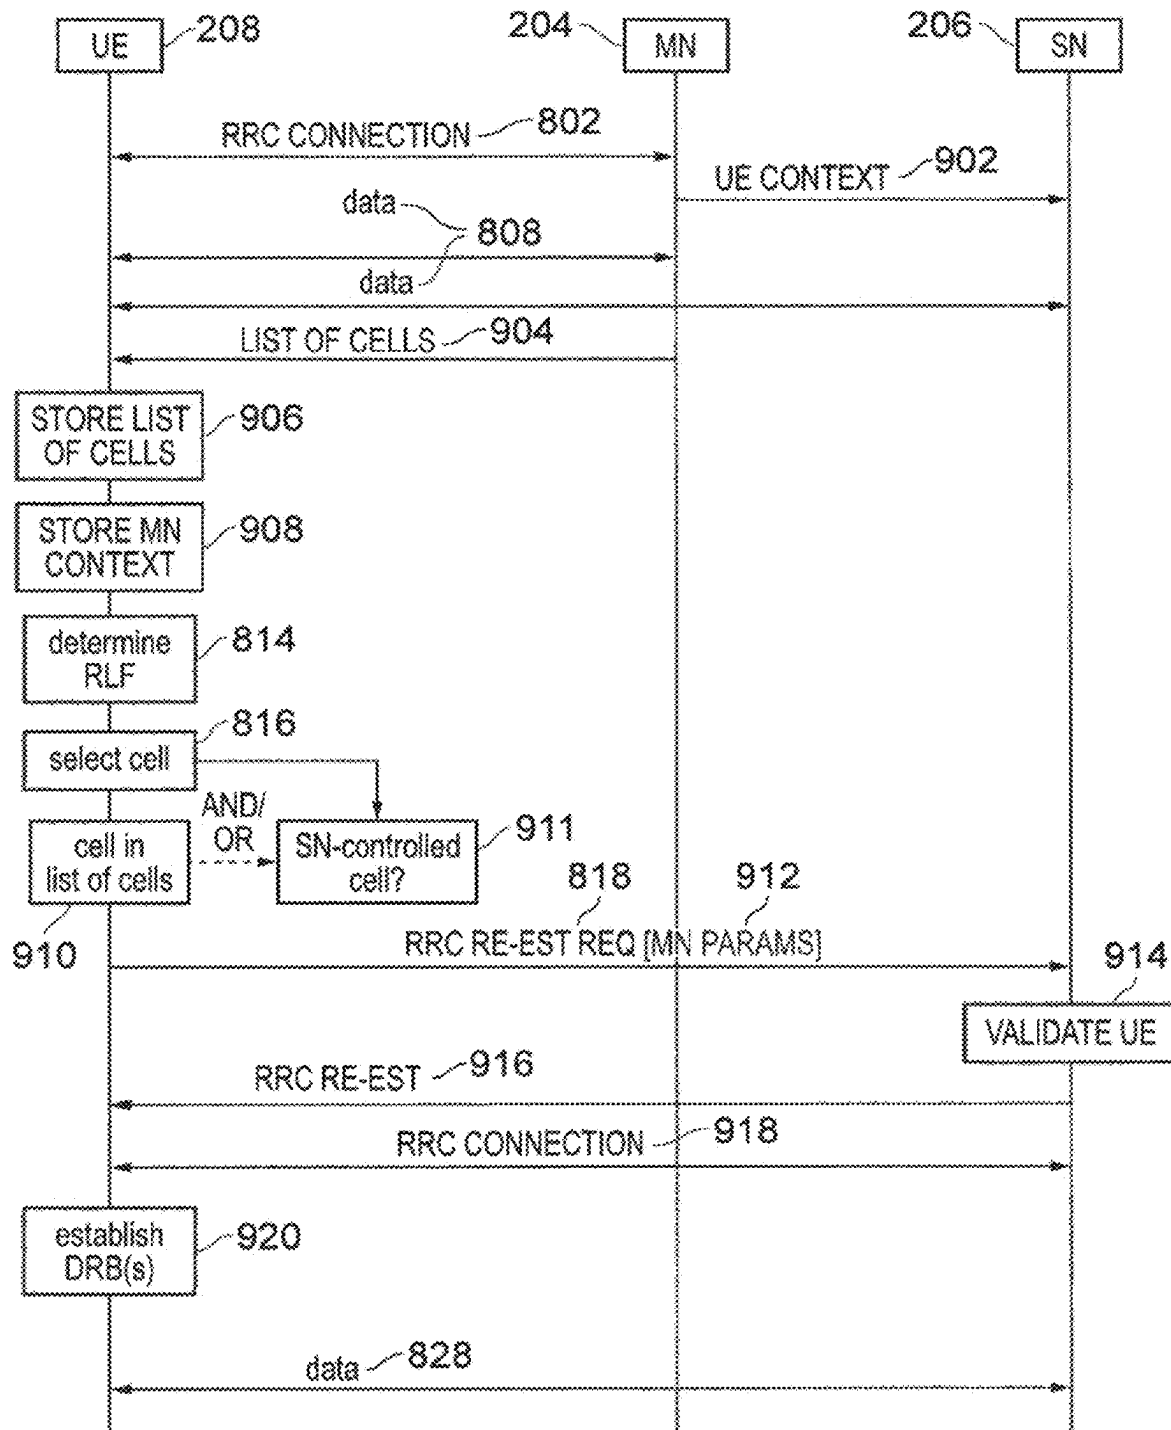 UE 208 204 MN 206 SN
RRC CONNECTION 802
UE CONTEXT 902
data
808
data
LIST OF CELLS 904
STORE LIST
OF CELLS
906
STORE MN
CONTEXT
908
determine
RLF
814
816
select cell
AND/
OR
cell in
list of cells
910
SN-controlled
cell?
911
818 912
RRC RE-EST REQ [MN PARAMS]
914
VALIDATE UE
RRC RE-EST 916
RRC CONNECTION 918
establish
DRB(s)
920
data 828